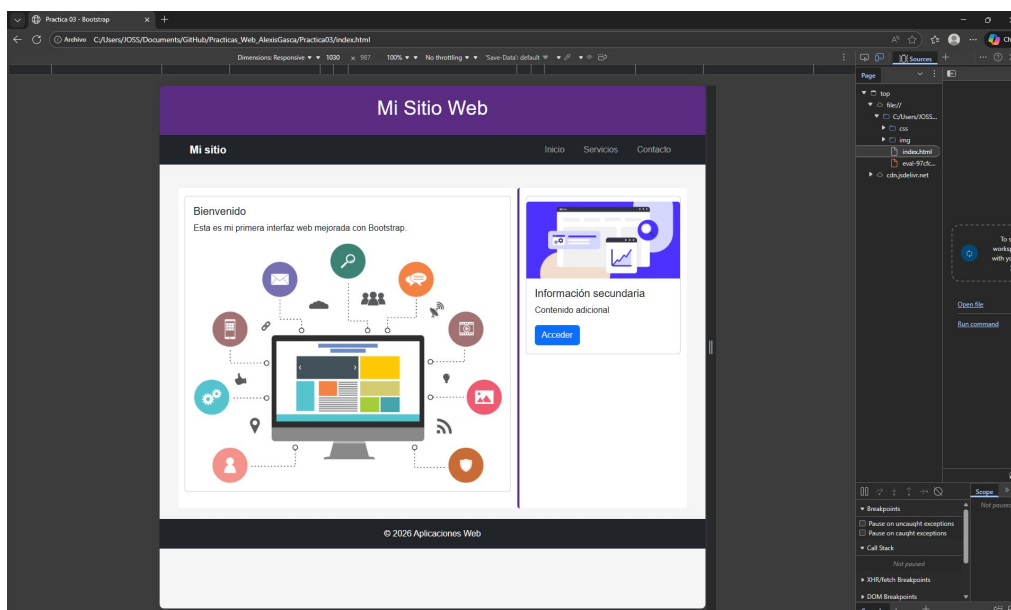 Practica 03 - Bootstrap
Archivo C:/Users/JOSS/Documents/GitHub/Practicas_Web_AlexisGasca/Practica03/index.html
Dimensions: Responsive 1030 x 987 100% No throttling 'Save-Data': default
Sources
Page
Mi Sitio Web
top
file://
C:/Users/JOSS...
css
img
index.html
eval-97cfc...
cdn.jsdelivr.net
Mi sitio Inicio Servicios Contacto
Bienvenido
Esta es mi primera interfaz web mejorada con Bootstrap.
Información secundaria
Contenido adicional
Acceder
To s
works
with yo
Open file
Run command
© 2026 Aplicaciones Web
Scope
Not paused
Breakpoints
Pause on uncaught exceptions
Pause on caught exceptions
Call Stack
Not paused
XHR/fetch Breakpoints
DOM Breakpoints